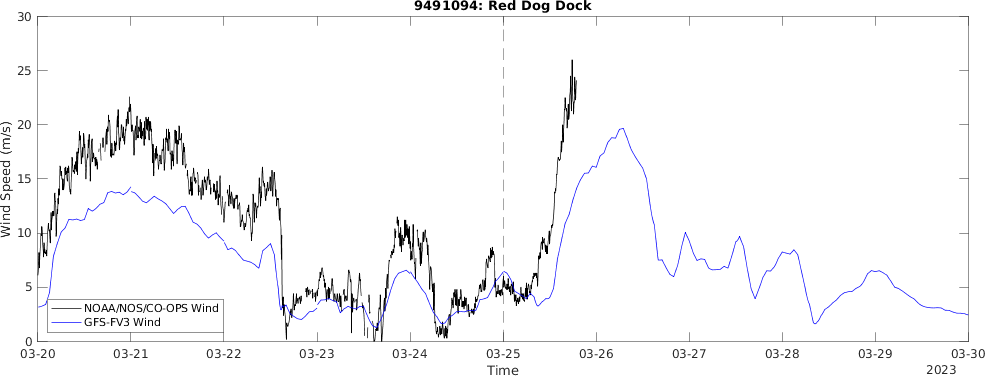 9491094: Red Dog Dock
30
25
20
15
10
5
0
Wind Speed (m/s)
NOAA/NOS/CO-OPS Wind
GFS-FV3 Wind
03-20 03-21 03-22 03-23 03-24 03-25 03-26 03-27 03-28 03-29 03-30
Time
2023